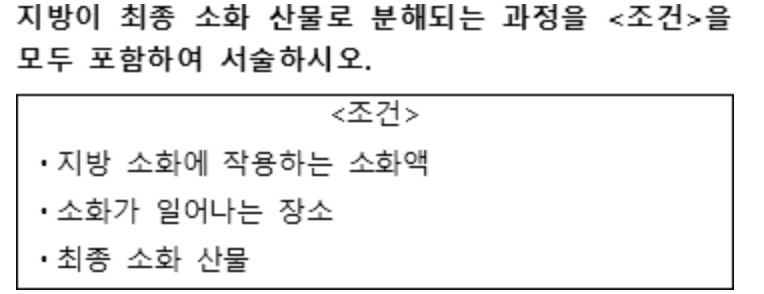 지방이 최종 소화 산물로 분해되는 과정을 <조건>을
모두 포함하여 서술하시오.
<조건>
・지방 소화에 작용하는 소화액
・소화가 일어나는 장소
・최종 소화 산물